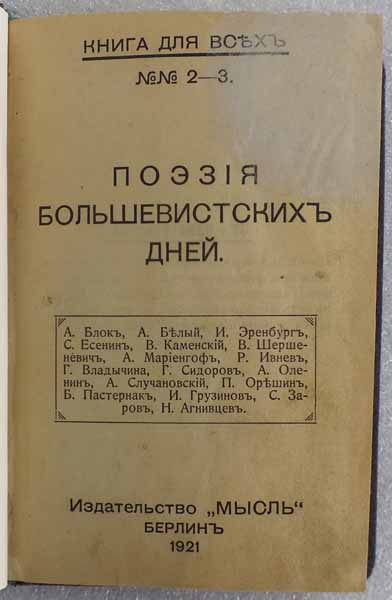 КНИГА ДЛЯ ВСѢХЪ
№№ 2—3.
ПОЭЗІЯ
БОЛЬШЕВИСТСКИХЪ
ДНЕЙ.
А. Блокъ, А. Бѣлый, И. Эренбургъ,
С. Есенинъ, В. Каменскій, В. Шерше-
невичъ, А. Маріенгофъ, Р. Ивневъ,
Г. Владычина, Г. Сидоровъ, А. Оле-
нинъ, А. Случановскій, П. Орѣшинъ,
Б. Пастернакъ, И. Грузиновъ, С. За-
ровъ, Н. Агнивцевъ.
Издательство „МЫСЛЬ“
БЕРЛИНЪ
1921